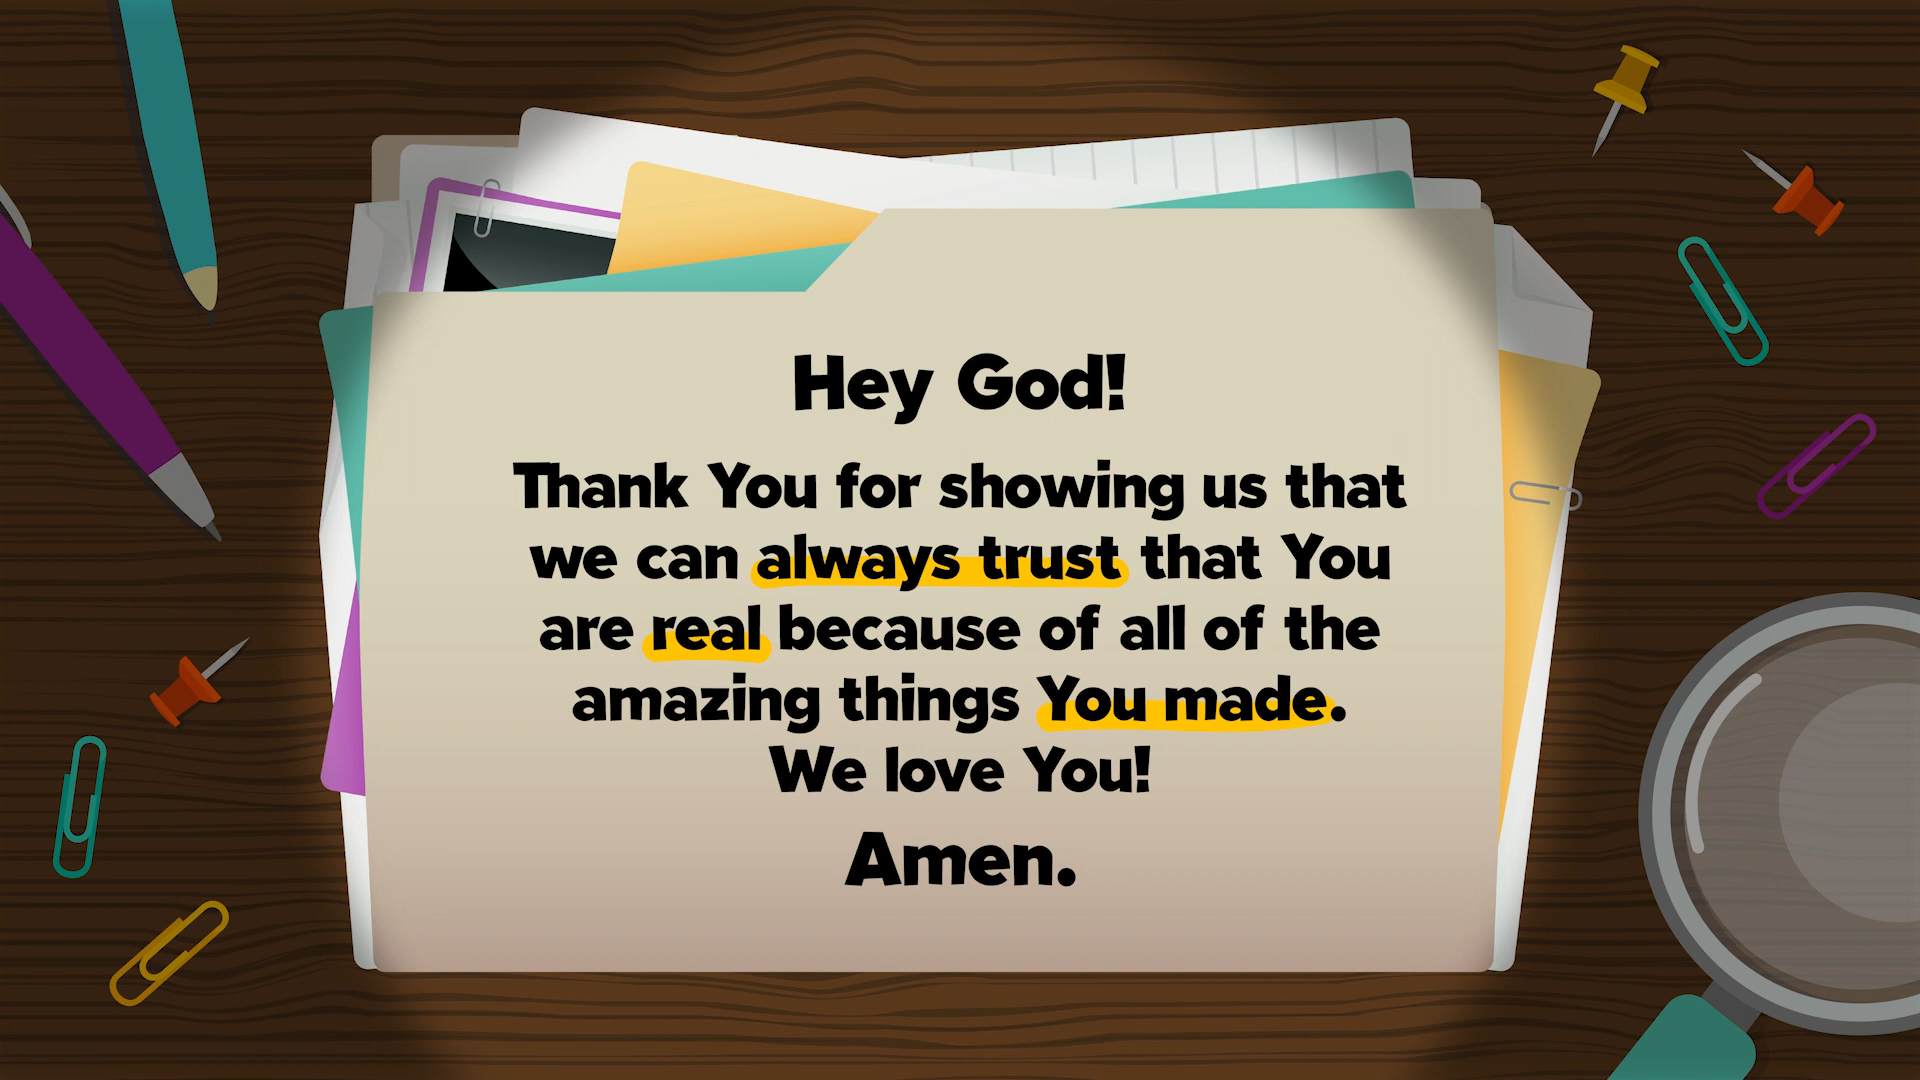 Hey God!
Thank You for showing us that
we can always trust that You
are real because of all of the
amazing things You made.
We love You!
Amen.